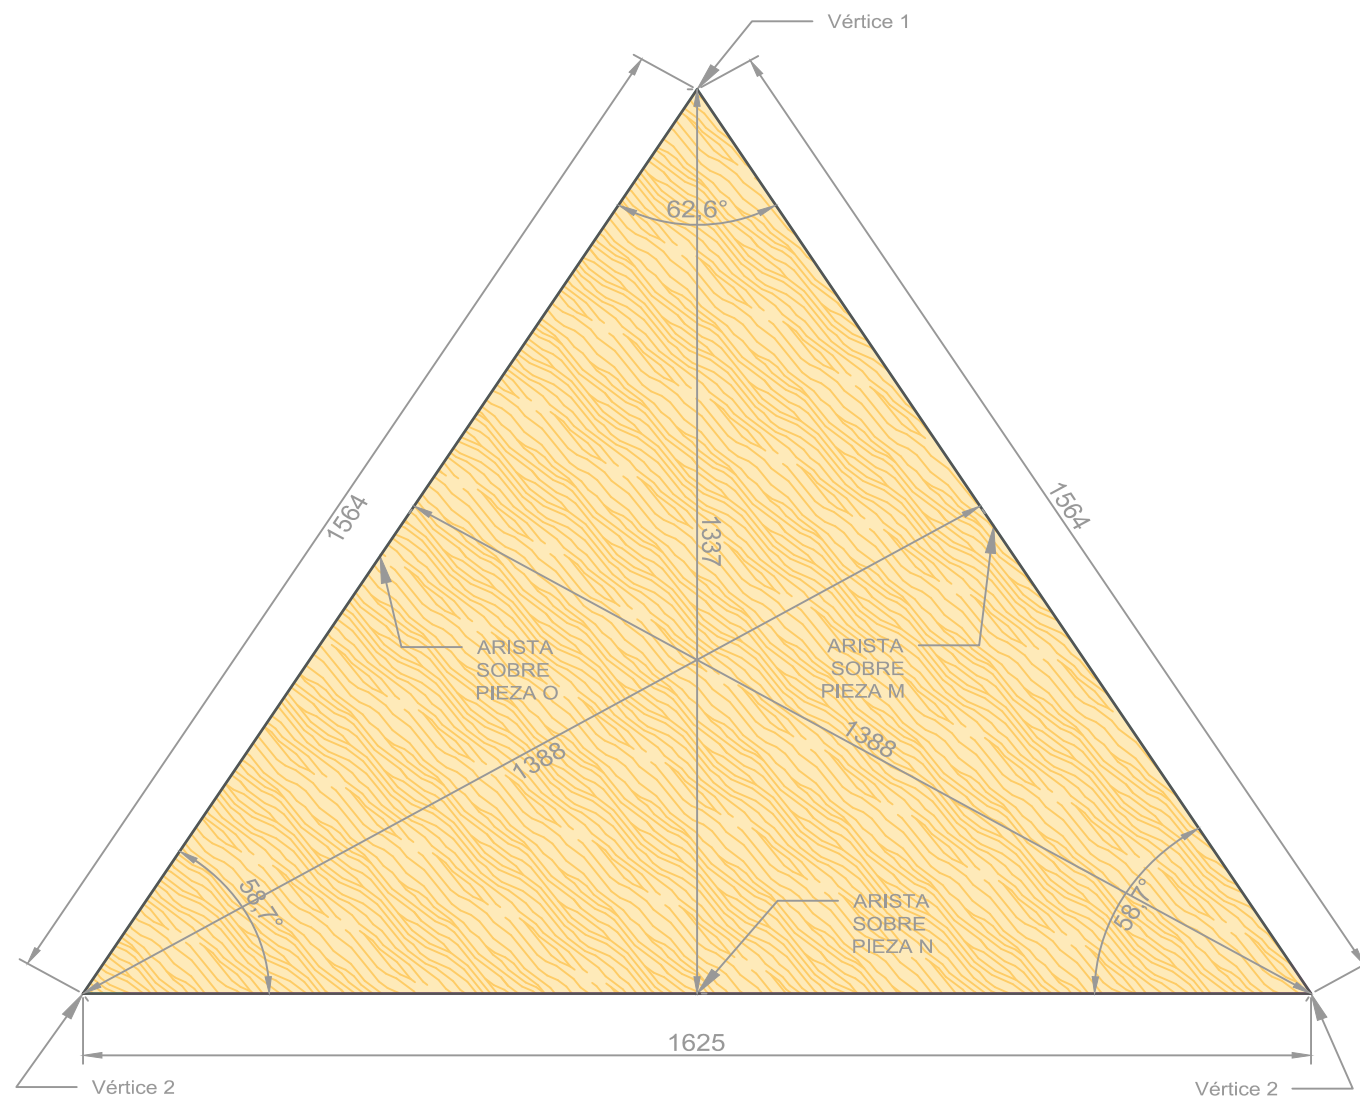 Vértice 1
62,6°
1564
1564
1337
ARISTA
SOBRE
PIEZA O
ARISTA
SOBRE
PIEZA M
1388
1388
58,7°
58,7°
ARISTA
SOBRE
PIEZA N
1625
Vértice 2
Vértice 2